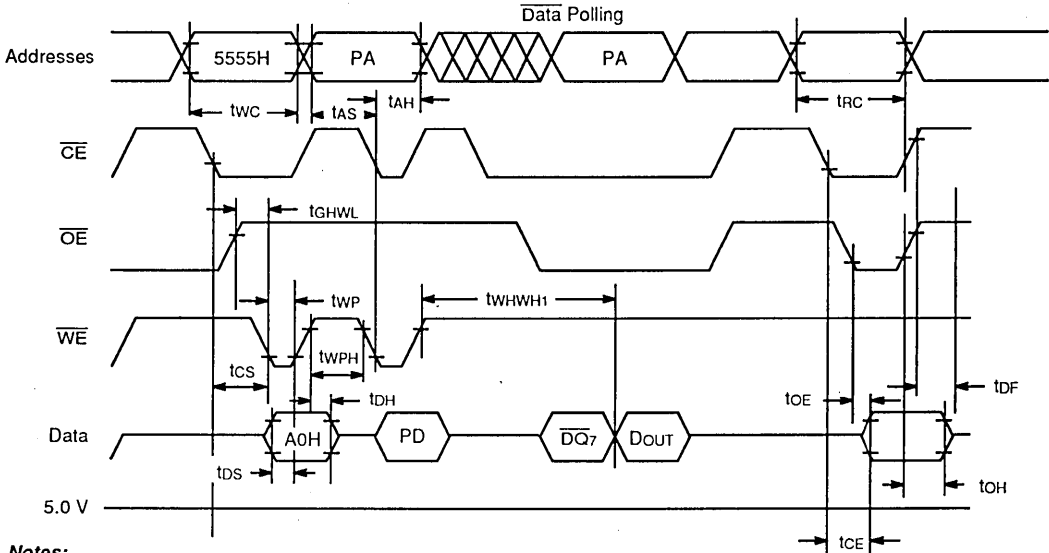 Data Polling
Addresses 5555H PA PA
tWC tAS tAH tRC
CE
tGHWL
OE
tWP tWHWH1
WE
tCS tWPH
tDH tOE tDF
Data A0H PD DQ7 DOUT
tDS tOH
5.0 V
tCE
Notes: